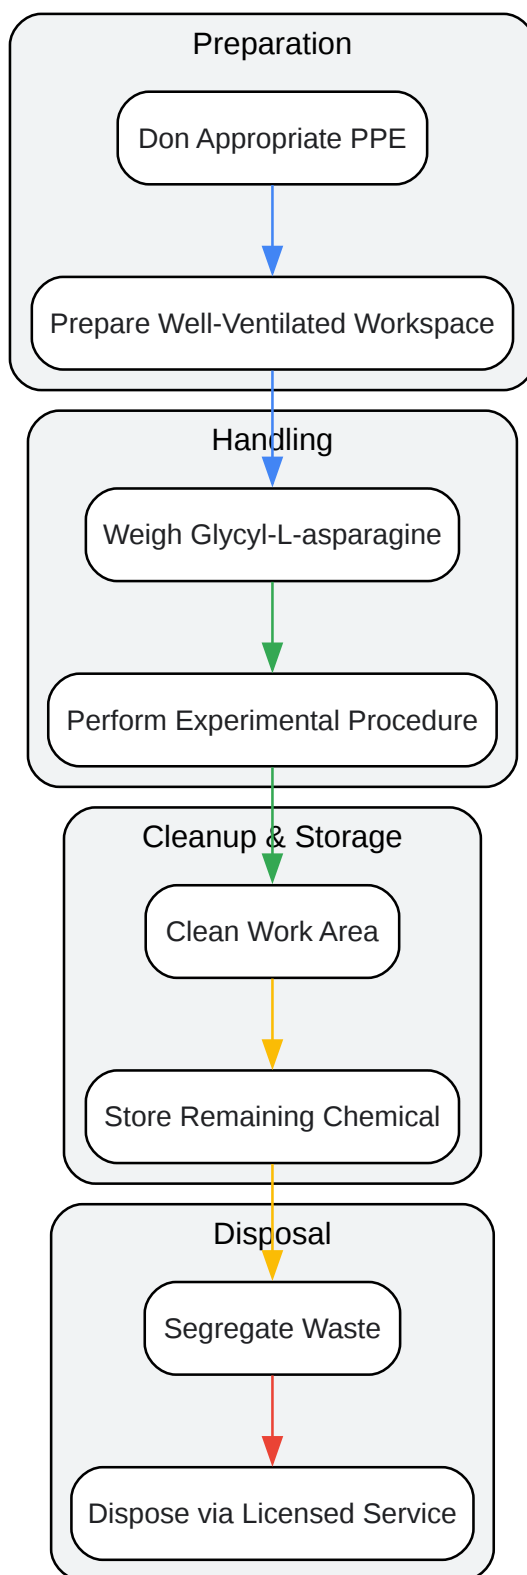 Preparation
Don Appropriate PPE
Prepare Well-Ventilated Workspace
Handling
Weigh Glycyl-L-asparagine
Perform Experimental Procedure
Cleanup & Storage
Clean Work Area
Store Remaining Chemical
Disposal
Segregate Waste
Dispose via Licensed Service